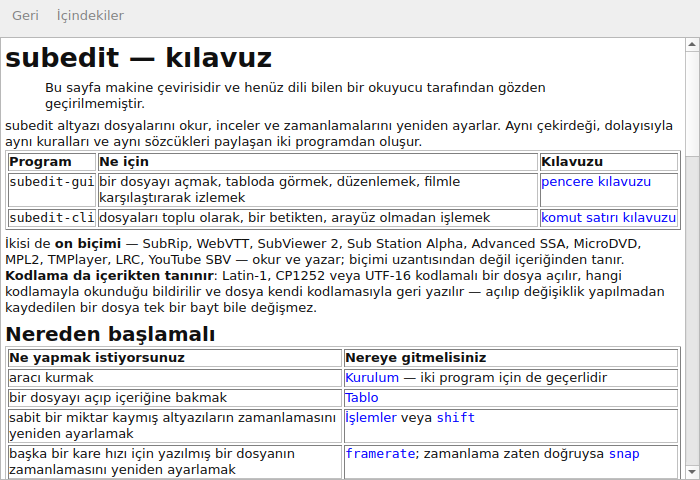 Geri İçindekiler
subedit — kılavuz
Bu sayfa makine çevirisidir ve henüz dili bilen bir okuyucu tarafından gözden
geçirilmemiştir.
subedit altyazı dosyalarını okur, inceler ve zamanlamalarını yeniden ayarlar. Aynı çekirdeği, dolayısıyla
aynı kuralları ve aynı sözcükleri paylaşan iki programdan oluşur.
Program Ne için Kılavuzu
subedit-gui bir dosyayı açmak, tabloda görmek, düzenlemek, filmle pencere kılavuzu
karşılaştırarak izlemek
subedit-cli dosyaları toplu olarak, bir betikten, arayüz olmadan işlemek komut satırı kılavuzu
İkisi de on biçimi — SubRip, WebVTT, SubViewer 2, Sub Station Alpha, Advanced SSA, MicroDVD,
MPL2, TMPlayer, LRC, YouTube SBV — okur ve yazar; biçimi uzantısından değil içeriğinden tanır.
Kodlama da içerikten tanınır: Latin-1, CP1252 veya UTF-16 kodlamalı bir dosya açılır, hangi
kodlamayla okunduğu bildirilir ve dosya kendi kodlamasıyla geri yazılır — açılıp değişiklik yapılmadan
kaydedilen bir dosya tek bir bayt bile değişmez.
Nereden başlamalı
Ne yapmak istiyorsunuz Nereye gitmelisiniz
aracı kurmak Kurulum — iki program için de geçerlidir
bir dosyayı açıp içeriğine bakmak Tablo
sabit bir miktar kaymış altyazıların zamanlamasını İşlemler veya shift
yeniden ayarlamak
başka bir kare hızı için yazılmış bir dosyanın framerate; zamanlama zaten doğruysa snap
zamanlamasını yeniden ayarlamak